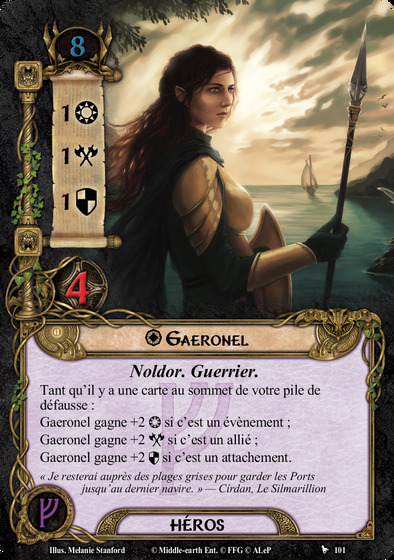 8
1
1
1
4
Gaeronel
Noldor. Guerrier.
Tant qu'il y a une carte au sommet de votre pile de
défausse :
Gaeronel gagne +2 si c'est un évènement ;
Gaeronel gagne +2 si c'est un allié ;
Gaeronel gagne +2 si c'est un attachement.
« Je resterai auprès des plages grises pour garder les Ports
jusqu'au dernier navire. » — Cirdan, Le Silmarillion
HÉROS
Illus. Melanie Stanford © Middle-earth Ent. © FFG © ALeP 101